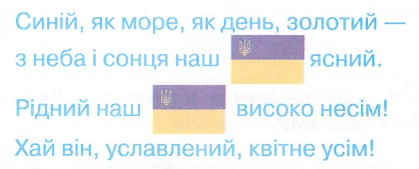 Синій, як море, як день, золотий —
з неба і сонця наш ясний.
Рідний наш високо несім!
Хай він, уславлений, квітне усім!